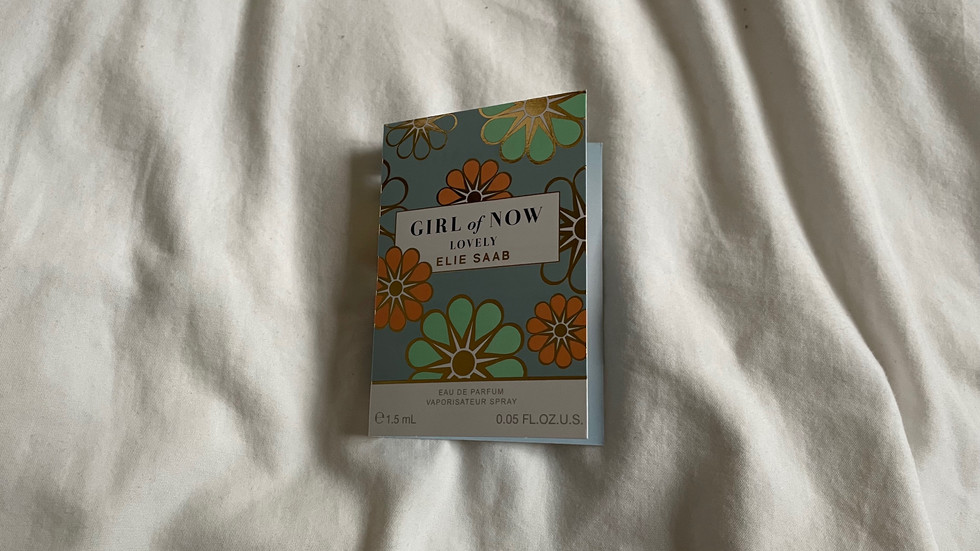 GIRL of NOW
LOVELY
ELIE SAAB
EAU DE PARFUM
VAPORISATEUR SPRAY
℮1.5 mL 0.05 FL.OZ.U.S.